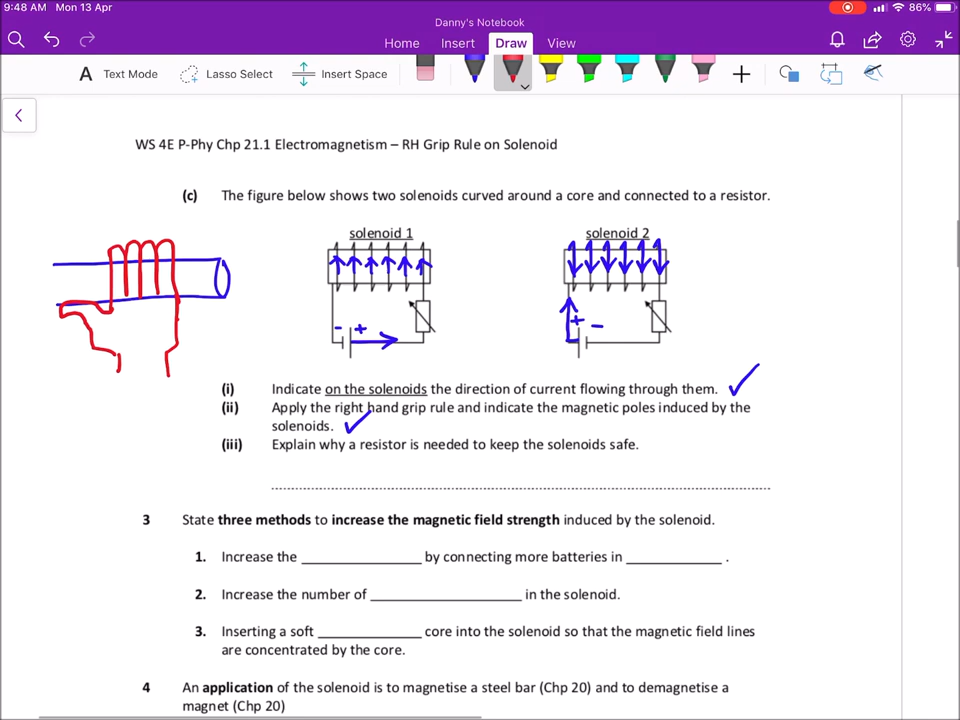 9:48 AM Mon 13 Apr
86%
Danny's Notebook
Home Insert Draw View
A Text Mode Lasso Select Insert Space
WS 4E P-Phy Chp 21.1 Electromagnetism – RH Grip Rule on Solenoid
(c) The figure below shows two solenoids curved around a core and connected to a resistor.
solenoid 1 solenoid 2
- + + -
(i) Indicate on the solenoids the direction of current flowing through them.
(ii) Apply the right hand grip rule and indicate the magnetic poles induced by the
solenoids.
(iii) Explain why a resistor is needed to keep the solenoids safe.
3 State three methods to increase the magnetic field strength induced by the solenoid.
1. Increase the ______________ by connecting more batteries in ___________ .
2. Increase the number of __________________ in the solenoid.
3. Inserting a soft ____________ core into the solenoid so that the magnetic field lines
are concentrated by the core.
4 An application of the solenoid is to magnetise a steel bar (Chp 20) and to demagnetise a
magnet (Chp 20)